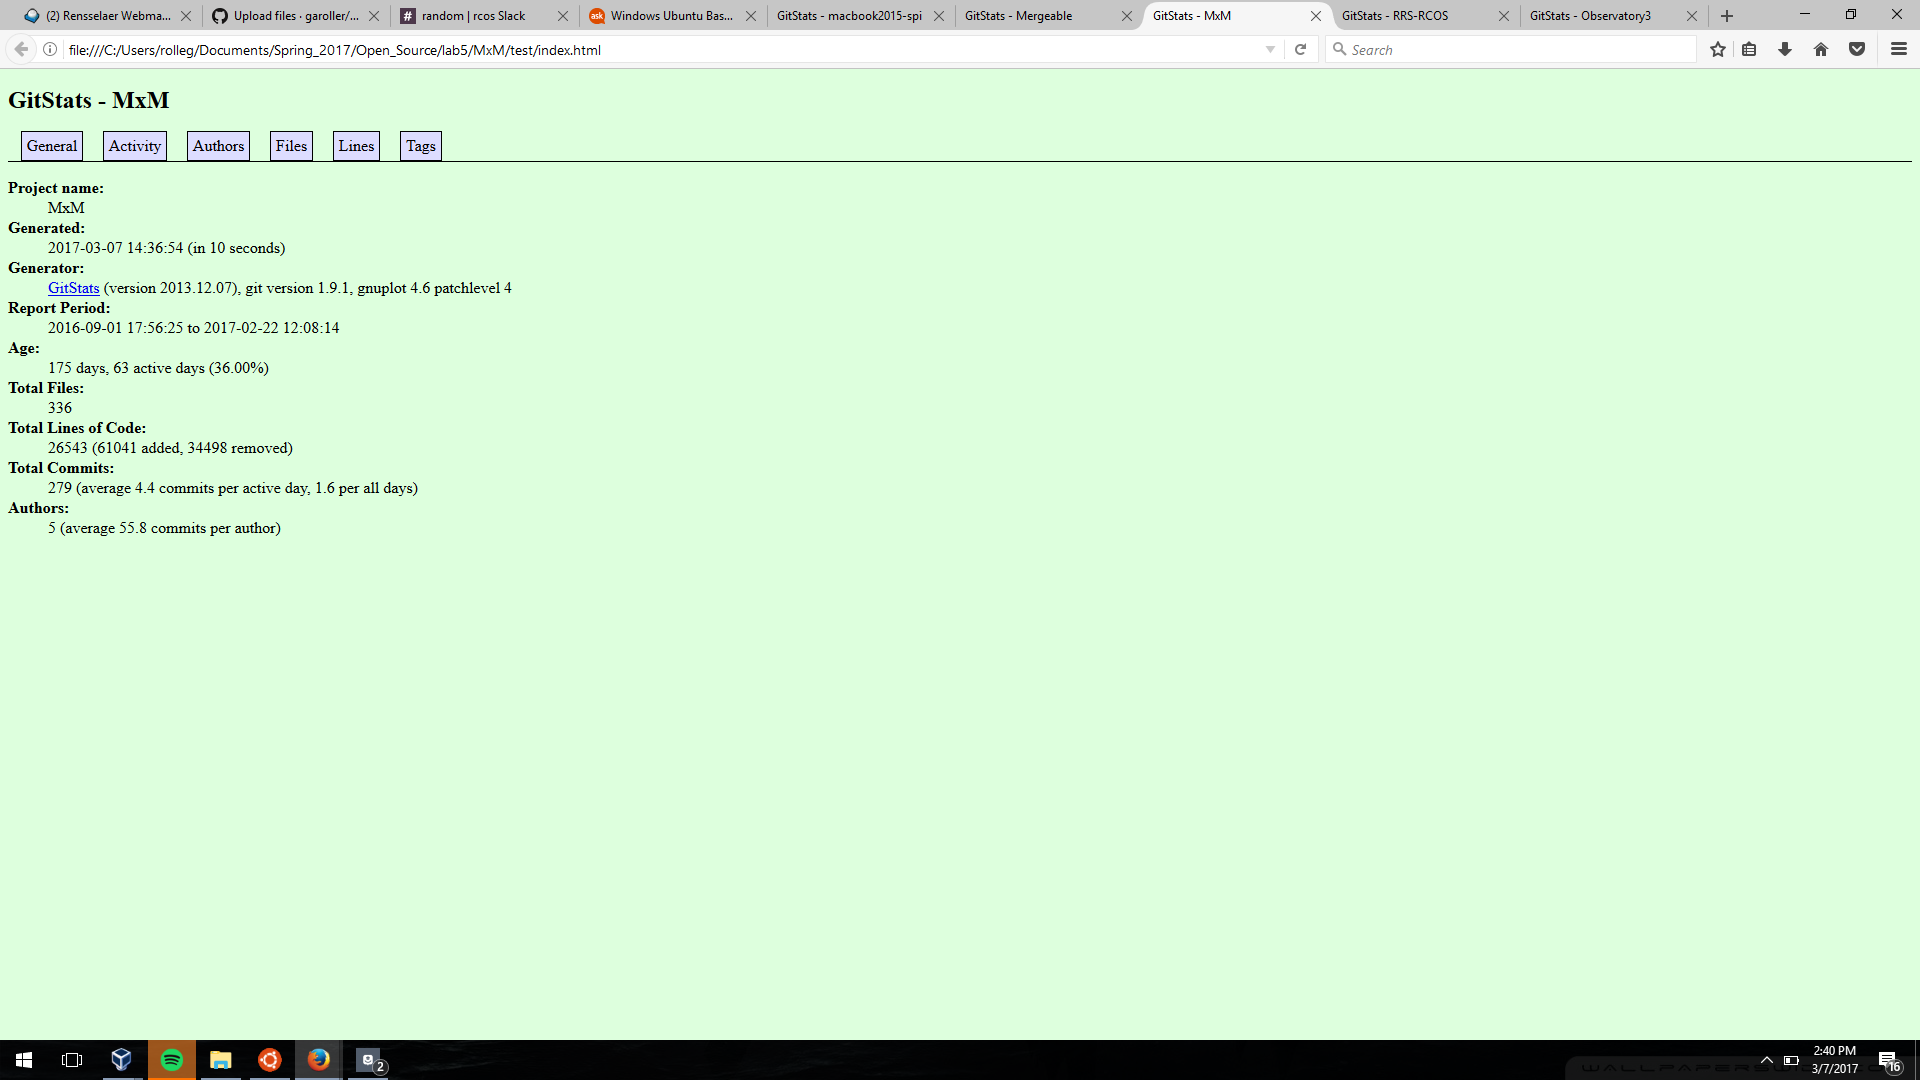 (2) Rensselaer Webma...
Upload files · garoller/...
random | rcos Slack
Windows Ubuntu Bas...
GitStats - macbook2015-spi
GitStats - Mergeable
GitStats - MxM
GitStats - RRS-RCOS
GitStats - Observatory3
file:///C:/Users/rolleg/Documents/Spring_2017/Open_Source/lab5/MxM/test/index.html
Search
GitStats - MxM
General
Activity
Authors
Files
Lines
Tags
Project name:
MxM
Generated:
2017-03-07 14:36:54 (in 10 seconds)
Generator:
GitStats (version 2013.12.07), git version 1.9.1, gnuplot 4.6 patchlevel 4
Report Period:
2016-09-01 17:56:25 to 2017-02-22 12:08:14
Age:
175 days, 63 active days (36.00%)
Total Files:
336
Total Lines of Code:
26543 (61041 added, 34498 removed)
Total Commits:
279 (average 4.4 commits per active day, 1.6 per all days)
Authors:
5 (average 55.8 commits per author)
2
2:40 PM
3/7/2017
16